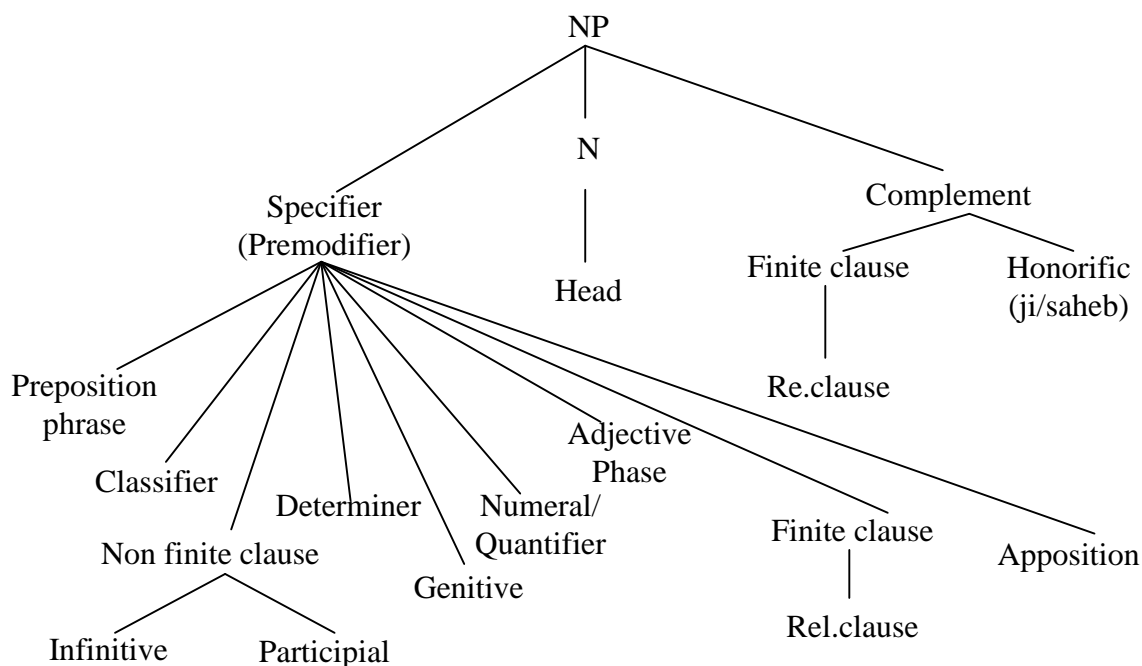 NP
N
Head
Specifier
(Premodifier)
Complement
Finite clause
Honorific
(ji/saheb)
Re.clause
Preposition
phrase
Classifier
Non finite clause
Infinitive
Participial
Determiner
Genitive
Numeral/
Quantifier
Adjective
Phase
Finite clause
Rel.clause
Apposition